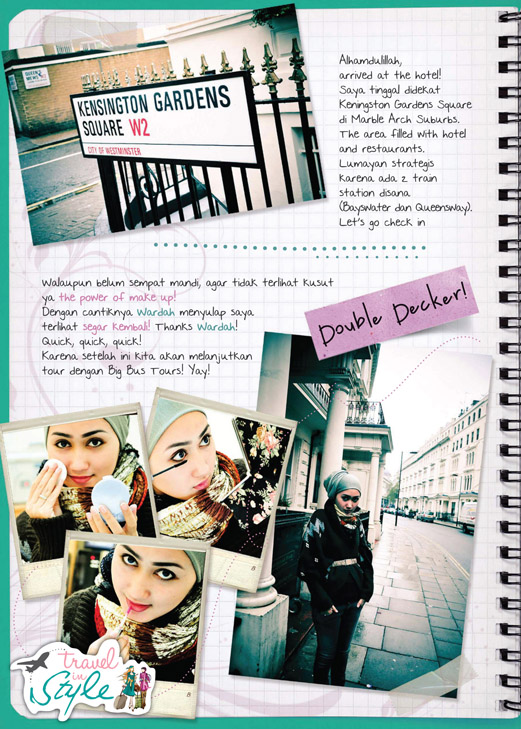 KENSINGTON GARDENS
SQUARE W2
CITY OF WESTMINSTER
Alhamdulillah,
arrived at the hotel!
Saya tinggal didekat
Keningston Gardens Square
di Marble Arch Suburbs.
The area filled with hotel
and restaurants.
Lumayan strategis
karena ada 2 train
station disana
(Bayswater dan Queensway).
Let's go check in
Walaupun belum sempat mandi, agar tidak terlihat kusut
ya the power of make up!
Dengan cantiknya Wardah menyulap saya
terlihat segar kembali! Thanks Wardah!
Quick, quick, quick!
Karena setelah ini kita akan melanjutkan
tour dengan Big Bus Tours! Yay!
Double Decker!
travel
in
Style